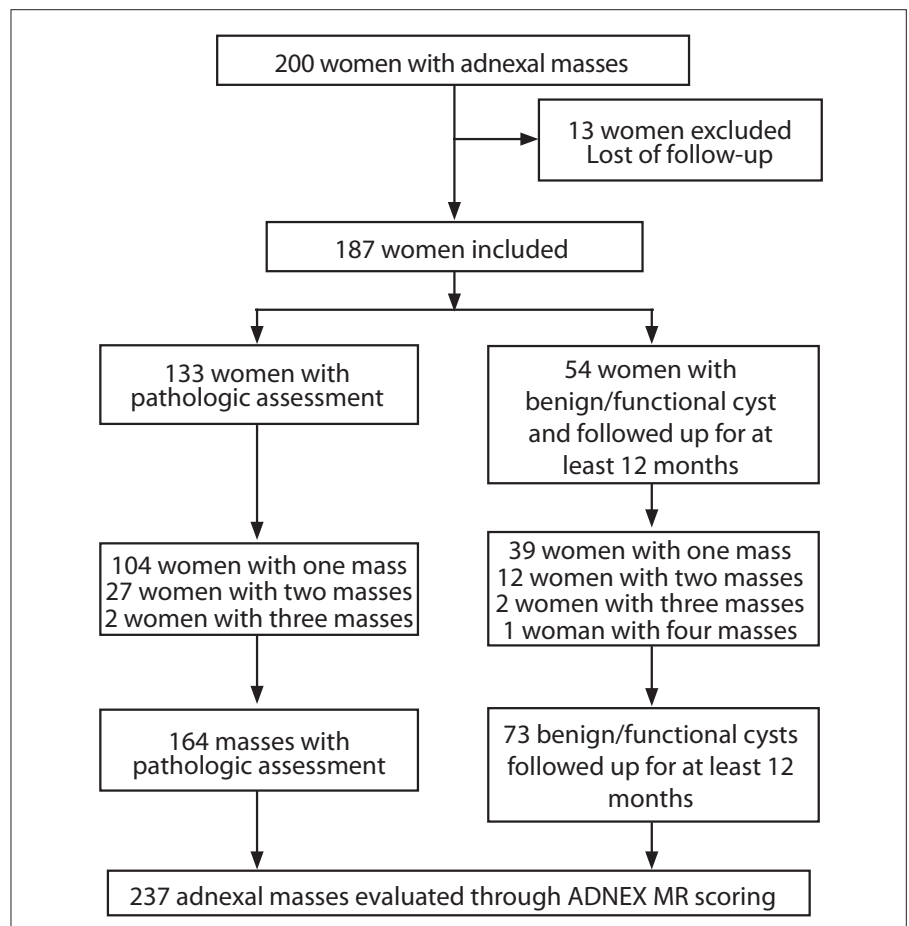 200 women with adnexal masses
13 women excluded
Lost of follow-up
187 women included
133 women with
pathologic assessment
54 women with
benign/functional cyst
and followed up for at
least 12 months
104 women with one mass
27 women with two masses
2 women with three masses
39 women with one mass
12 women with two masses
2 women with three masses
1 woman with four masses
164 masses with
pathologic assessment
73 benign/functional cysts
followed up for at least 12
months
237 adnexal masses evaluated through ADNEX MR scoring